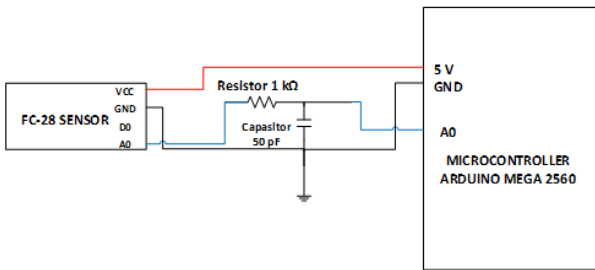 FC-28 SENSOR
VCC
GND
D0
A0
Resistor 1 kΩ
Capasitor
50 pF
5 V
GND
A0
MICROCONTROLLER
ARDUINO MEGA 2560